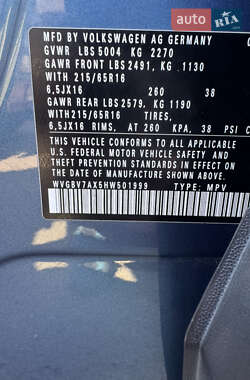 AUTO.RIA
MFD BY VOLKSWAGEN AG GERMANY
GVWR LBS 5004 KG 2270
GAWR FRONT LBS 2491, KG 1130
WITH 215/65R16
6,5JX16 260 38
GAWR REAR LBS 2579, KG 1190
WITH 215/65R16 TIRES,
6,5JX16 RIMS, AT 260 KPA, 38 PSI C
THIS VEHICLE CONFORMS TO ALL APPLICABLE
U.S. FEDERAL MOTOR VEHICLE SAFETY AND
THEFT PREVENTION STANDARDS IN EFFECT
ON THE DATE OF MANUFACTURE SHOWN ABOVE.
WVGBV7AX5HW501999 TYPE: MPV